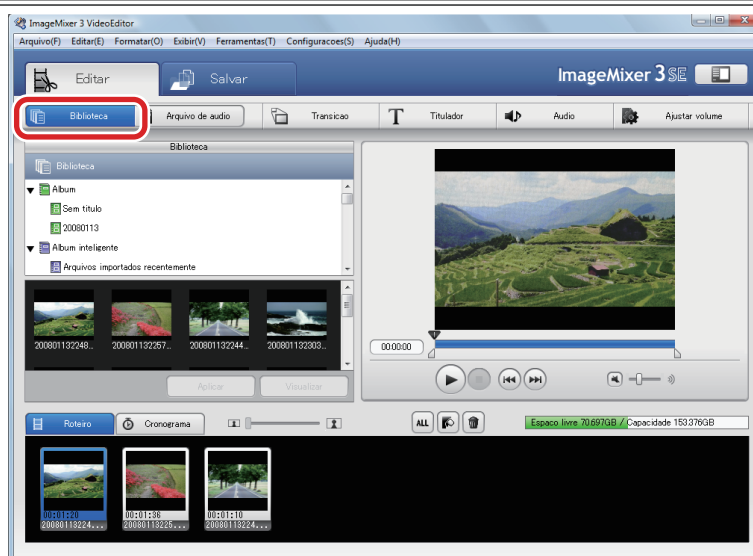 ImageMixer 3 VideoEditor
Arquivo(F) Editar(E) Formatar(O) Exibir(V) Ferramentas(T) Configuracoes(S) Ajuda(H)
Editar Salvar ImageMixer 3 SE
Biblioteca Arquivo de audio Transicao Titulador Audio Ajustar volume
Biblioteca
Biblioteca
Album
Sem titulo
20080113
Album inteligente
Arquivos importados recentemente
200801132248... 200801132257... 200801132244... 200801132303...
00:00:00
Aplicar Visualizar
Roteiro Cronograma ALL Espaco livre 70.697GB / Capacidade 153.376GB
00:01:20 00:01:36 00:01:10
20080113224... 20080113225... 20080113224...